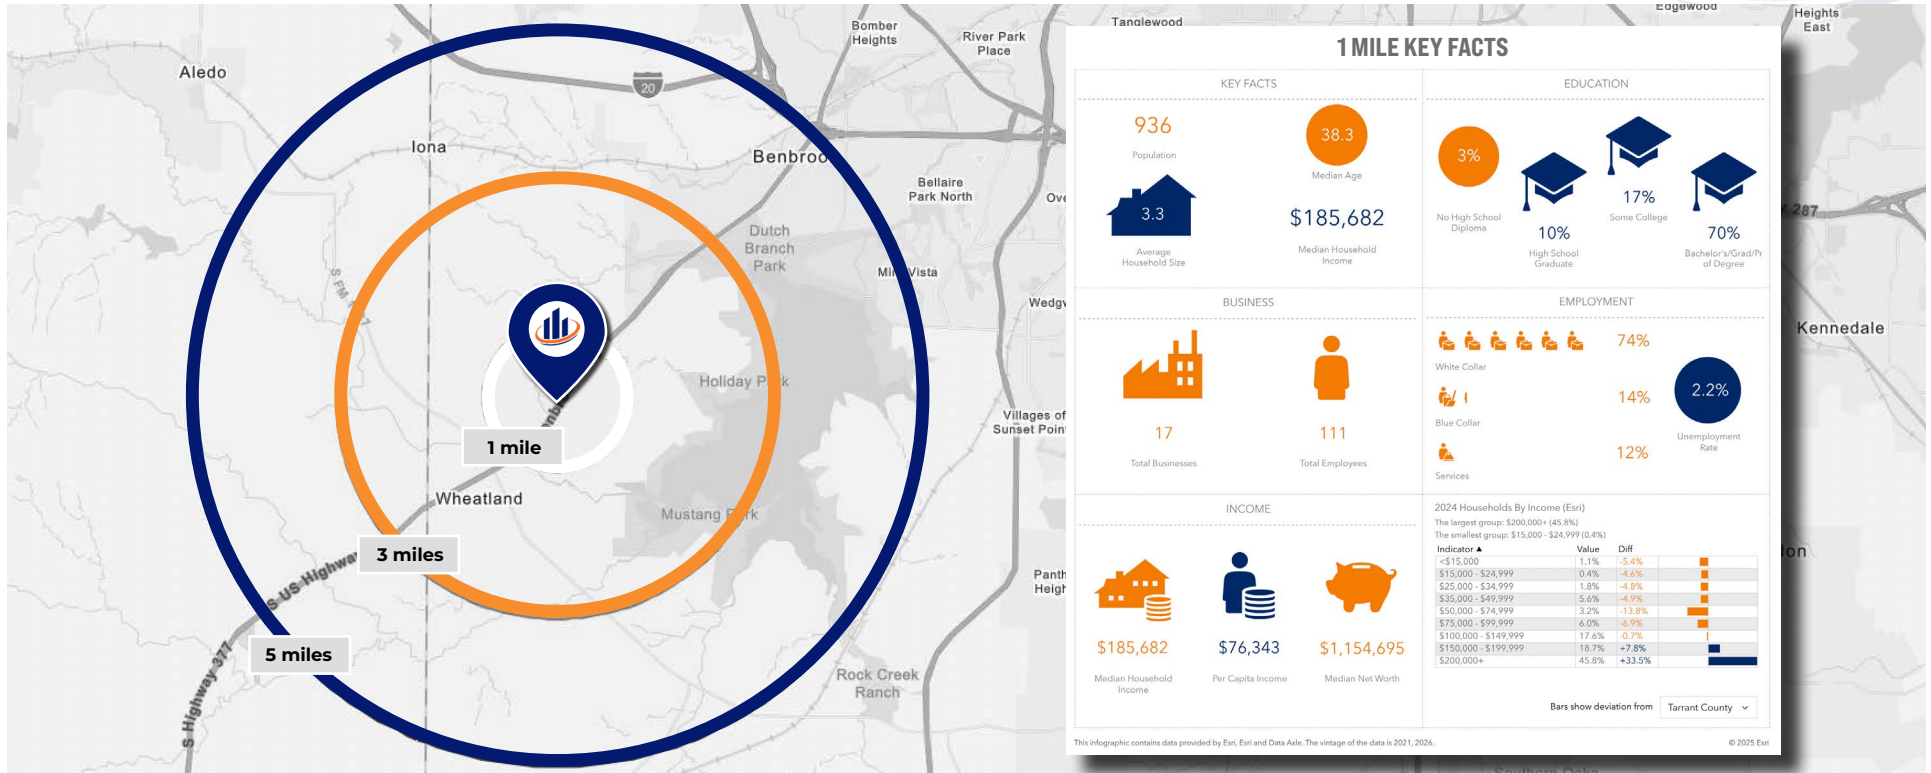 Aledo
Bomber
Heights
River Park
Place
Tanglewood
Edgewood
Heights
East
20
Iona
Bellaire
Park North
Dutch
Branch
Park
287
Kennedale
Holiday P
k
Villages of
1 mile
Wheatland
Mustang
3 miles
S US Highway
5 miles
S Highway 377
Rock Creek
Ranch
1 MILE KEY FACTS
KEY FACTS
936
Population
38.3
Median Age
3.3
Average
Household Size
$185,682
Median Household
Income
EDUCATION
3%
No High School
Diploma
10%
High School
Graduate
17%
Some College
70%
Bachelor's/Grad/Pr
of Degree
BUSINESS
17
Total Businesses
111
Total Employees
EMPLOYMENT
74%
White Collar
14%
Blue Collar
12%
Services
2.2%
Unemployment
Rate
INCOME
$185,682
Median Household
Income
$76,343
Per Capita Income
$1,154,695
Median Net Worth
2024 Households By Income (Esri)
The largest group: $200,000+ (45.8%)
The smallest group: $15,000 - $24,999 (0.4%)
Indicator ▲ Value Diff
<$15,000 1.1% -5.4%
$15,000 - $24,999 0.4% -4.6%
$25,000 - $34,999 1.8% -4.8%
$35,000 - $49,999 5.6% -4.9%
$50,000 - $74,999 3.2% -13.8%
$75,000 - $99,999 6.0% -6.9%
$100,000 - $149,999 17.6% -0.7%
$150,000 - $199,999 18.7% +7.8%
$200,000+ 45.8% +33.5%
Bars show deviation from Tarrant County
This infographic contains data provided by Esri, Esri and Data Axle. The vintage of the data is 2021, 2026.
© 2025 Esri